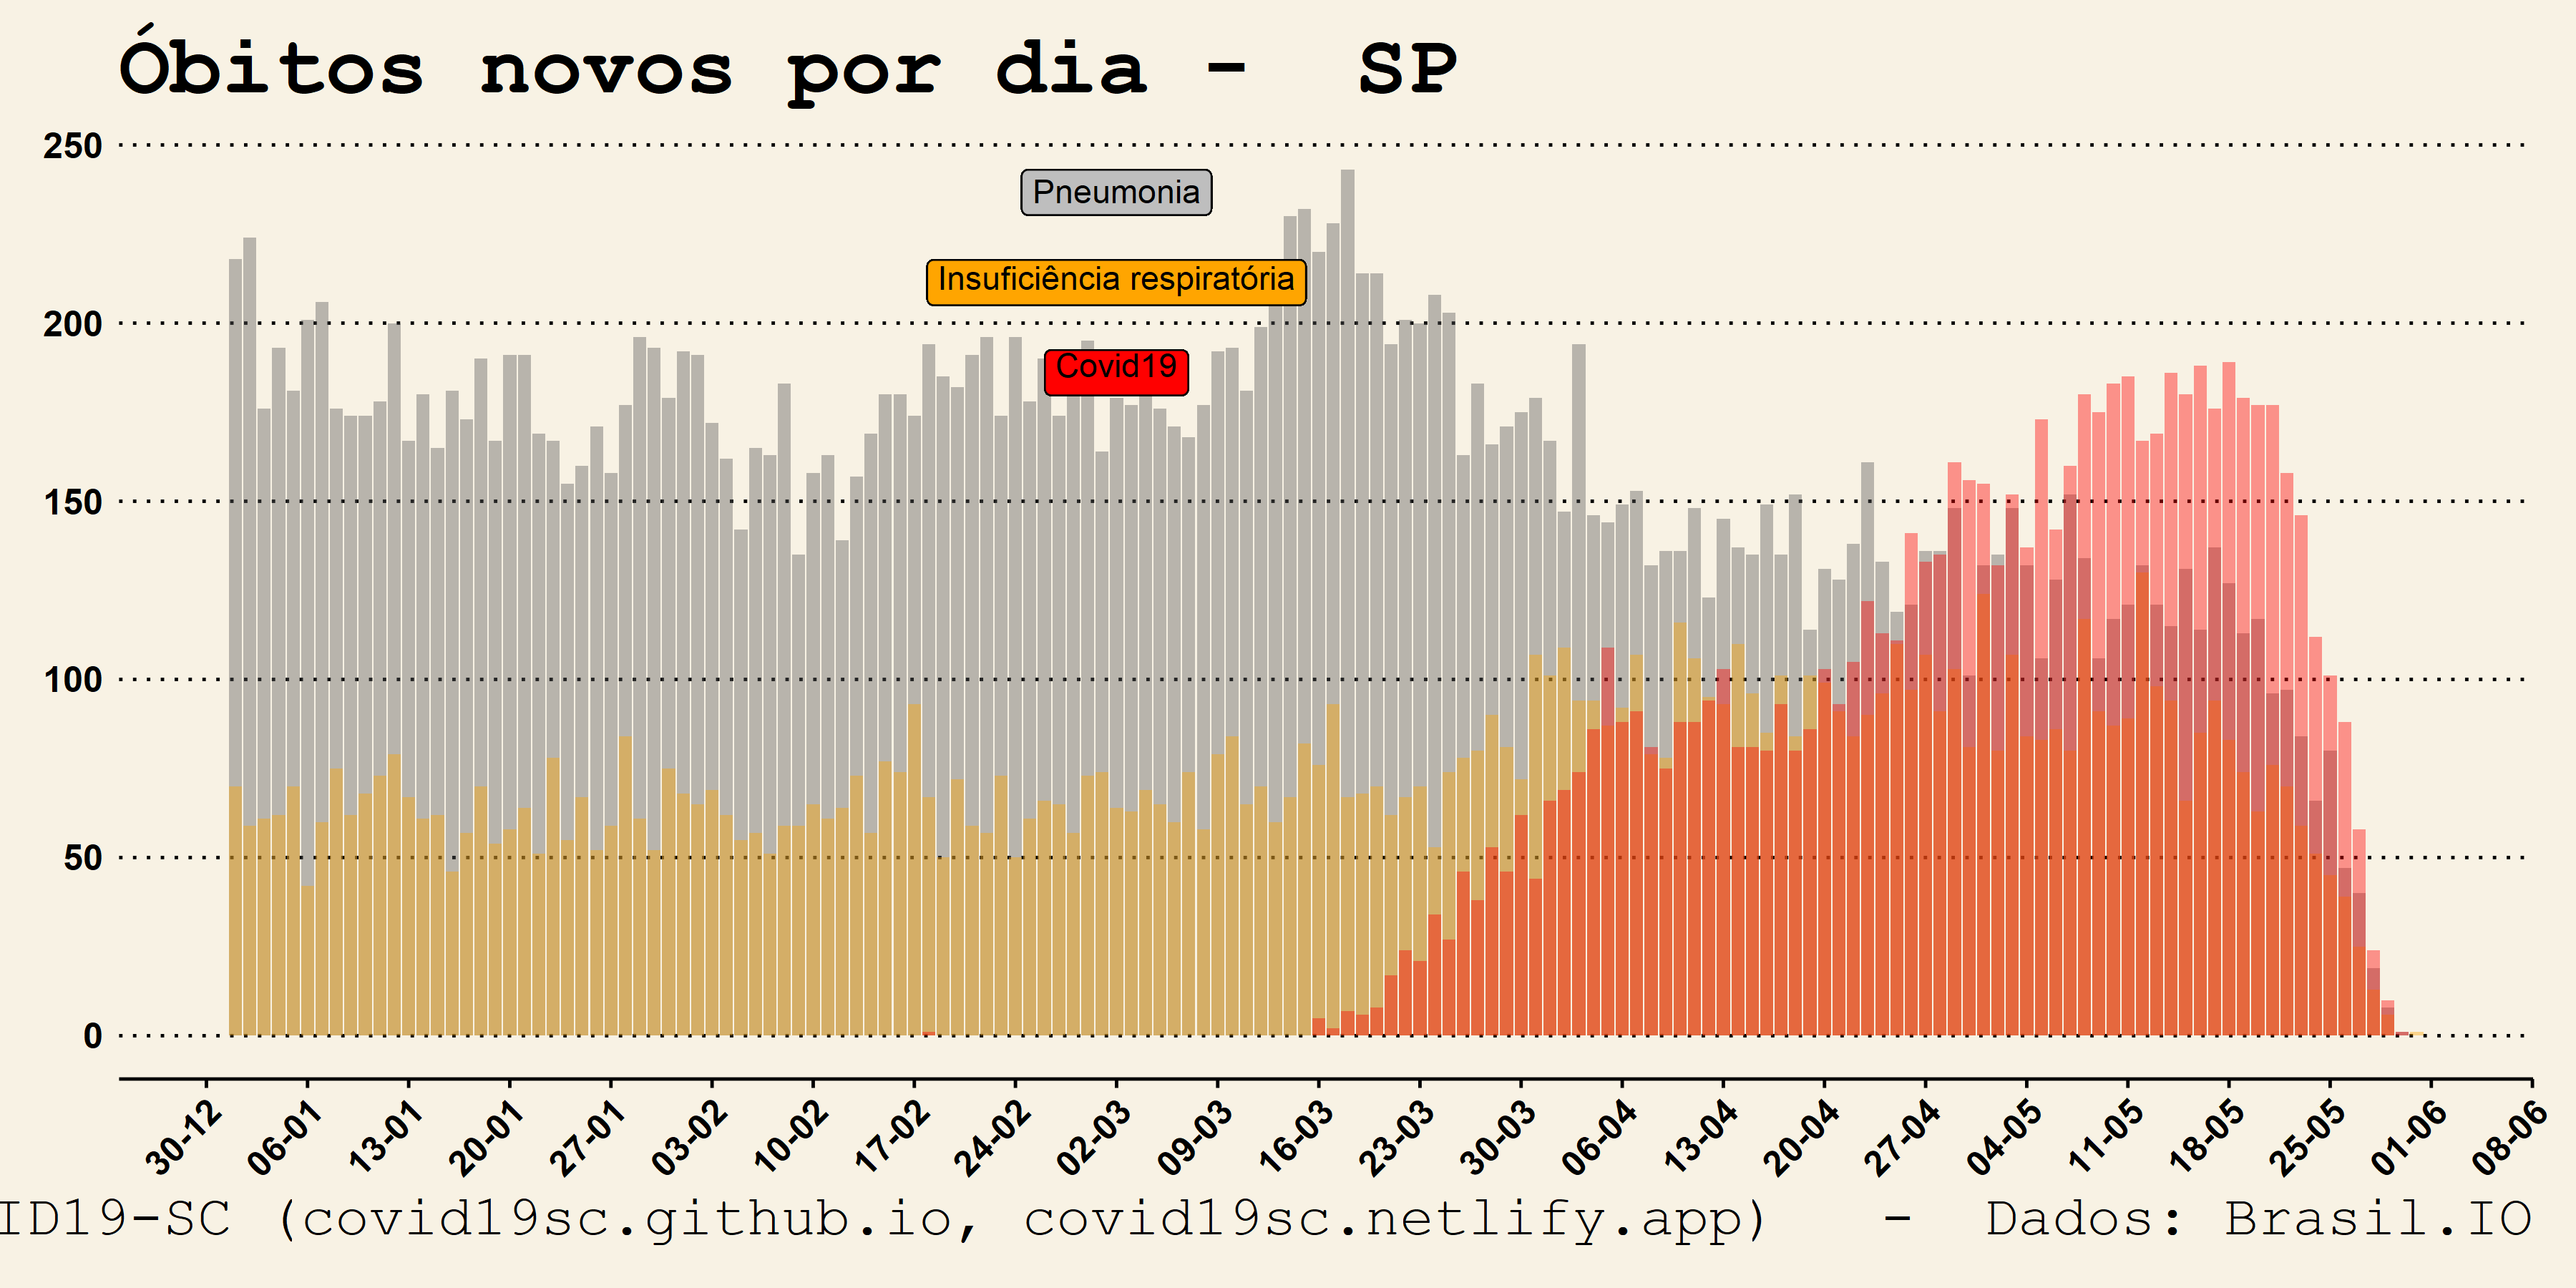 Óbitos novos por dia - SP
250
Pneumonia
Insuficiência respiratória
200
Covid19
150
100
50
0
30-12 06-01 13-01 20-01 27-01 03-02 10-02 17-02 24-02 02-03 09-03 16-03 23-03 30-03 06-04 13-04 20-04 27-04 04-05 11-05 18-05 25-05 01-06 08-06
ID19-SC (covid19sc.github.io, covid19sc.netlify.app) - Dados: Brasil.IO